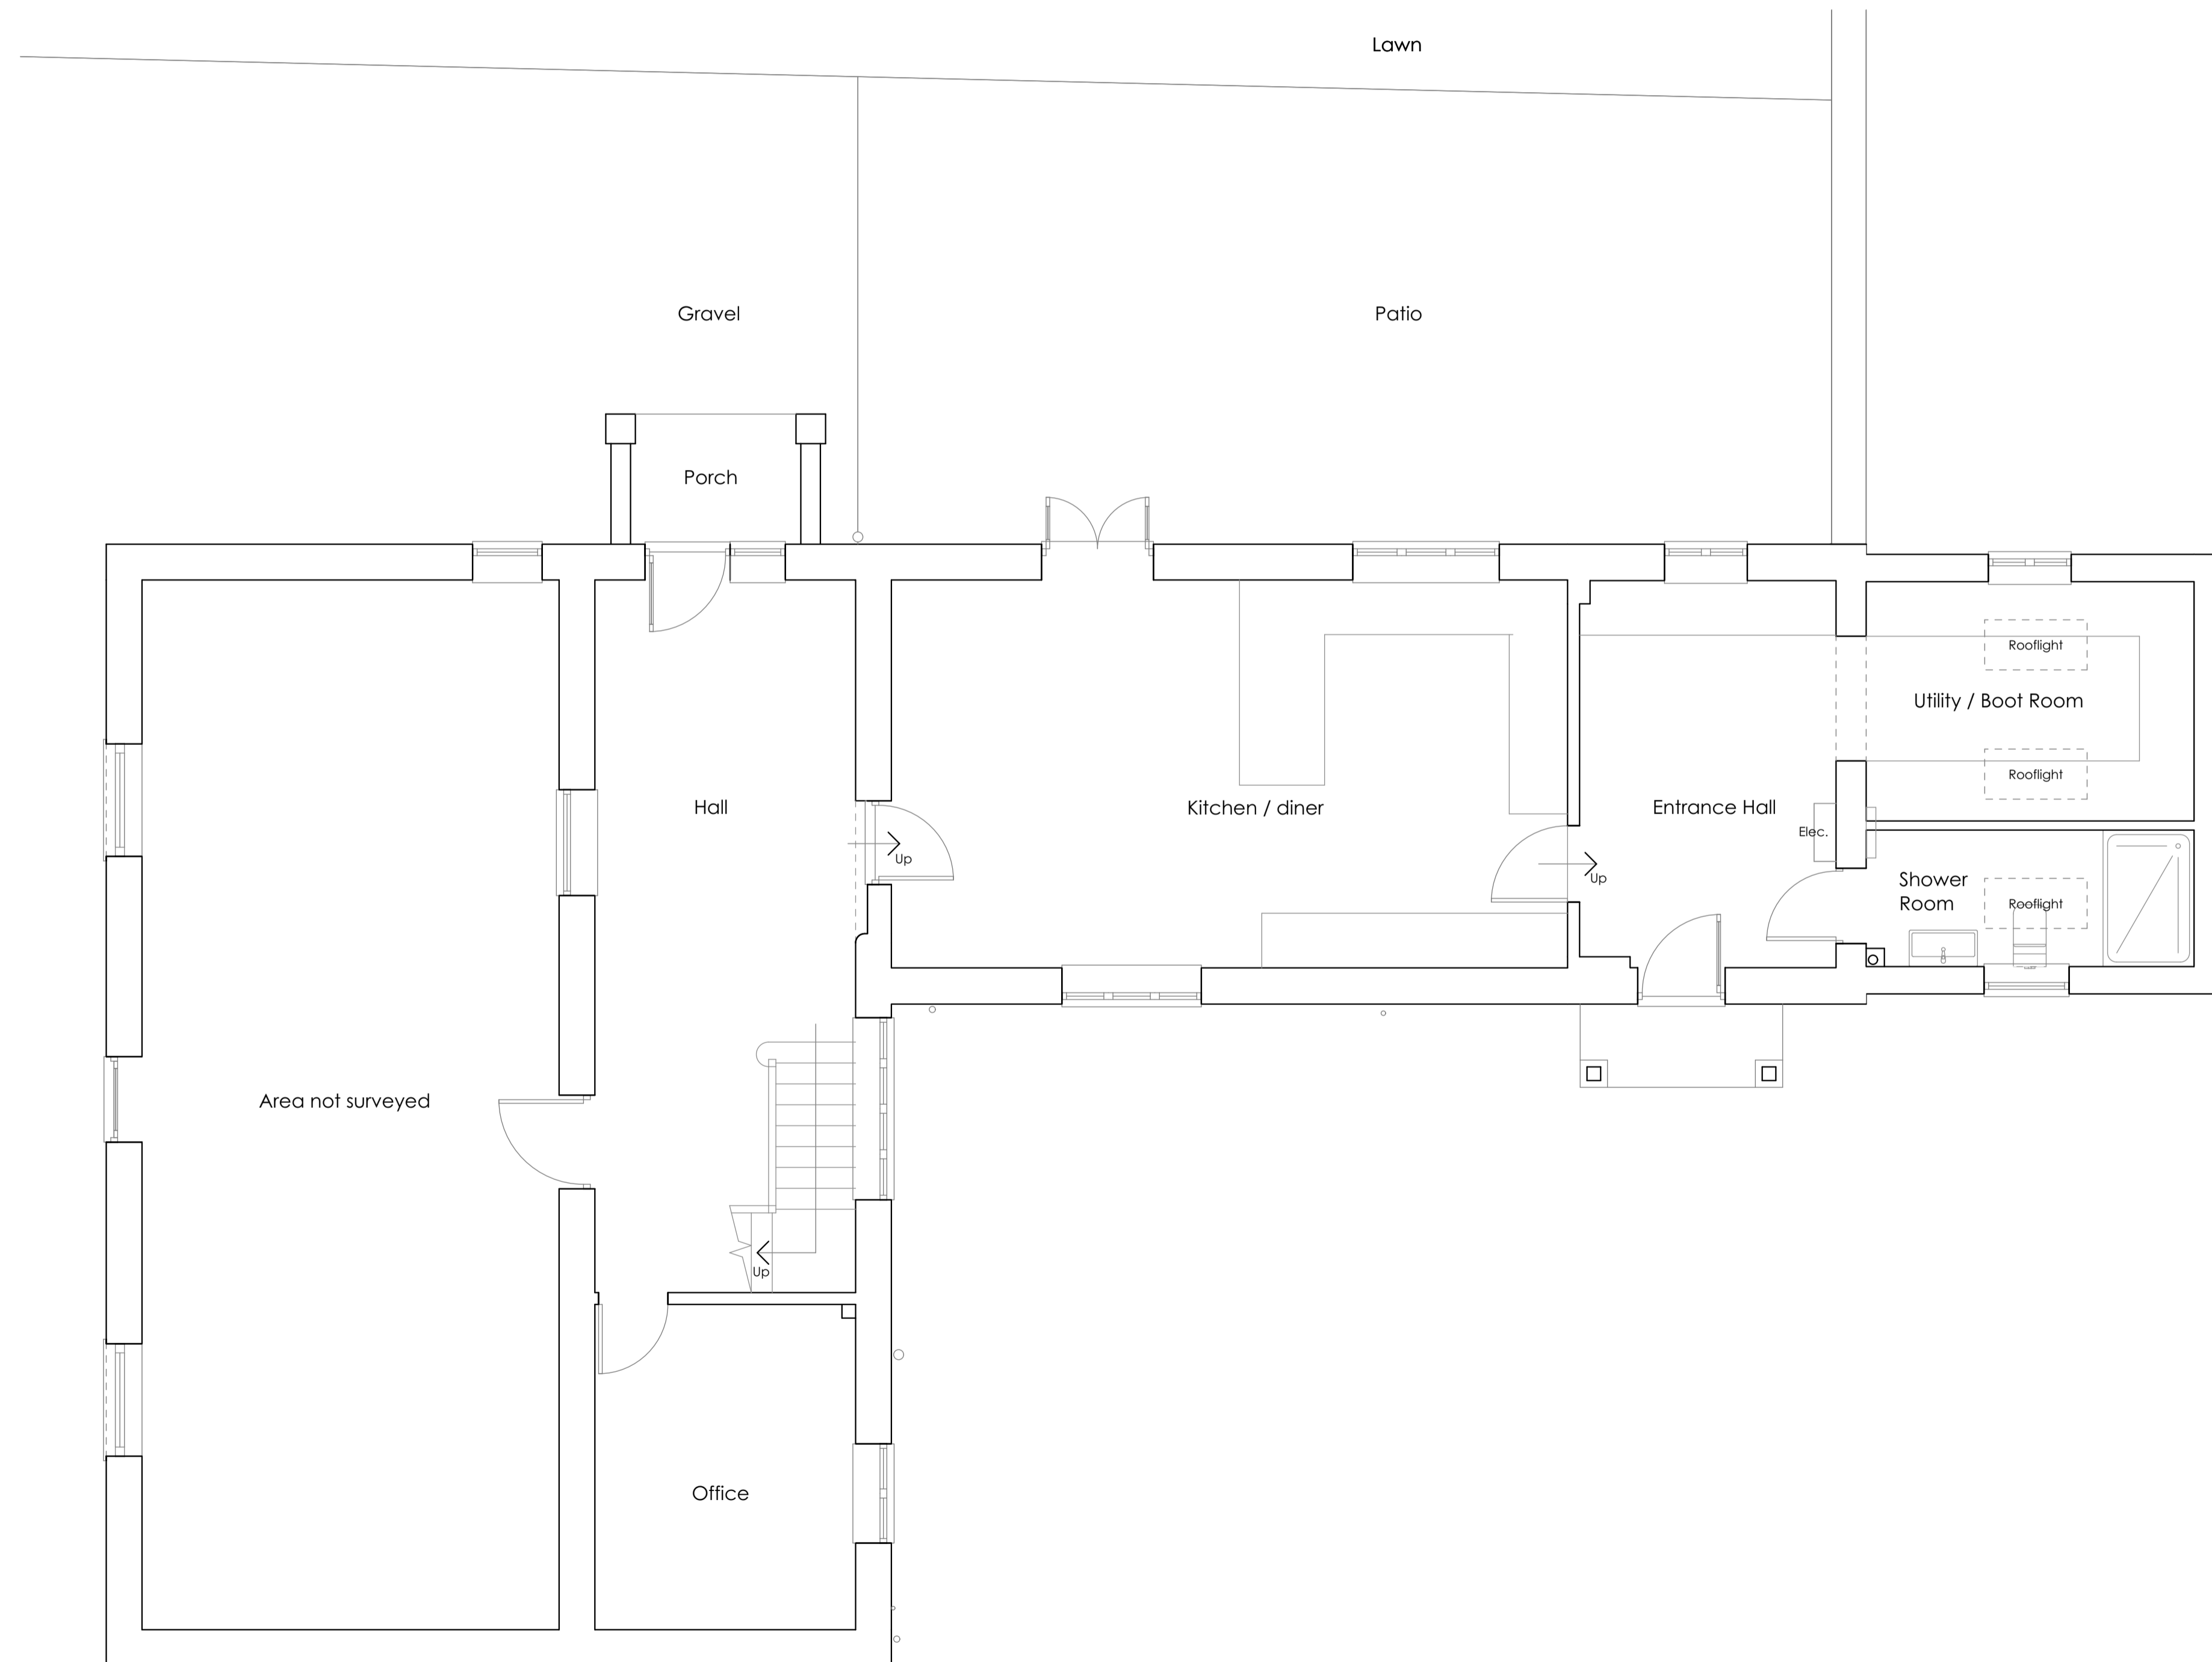 Lawn
Gravel
Patio
Porch
Rooflight
Utility / Boot Room
Rooflight
Hall
Kitchen / diner
Entrance Hall
Elec.
Up
Up
Shower
Room
Rooflight
Area not surveyed
Up
Office